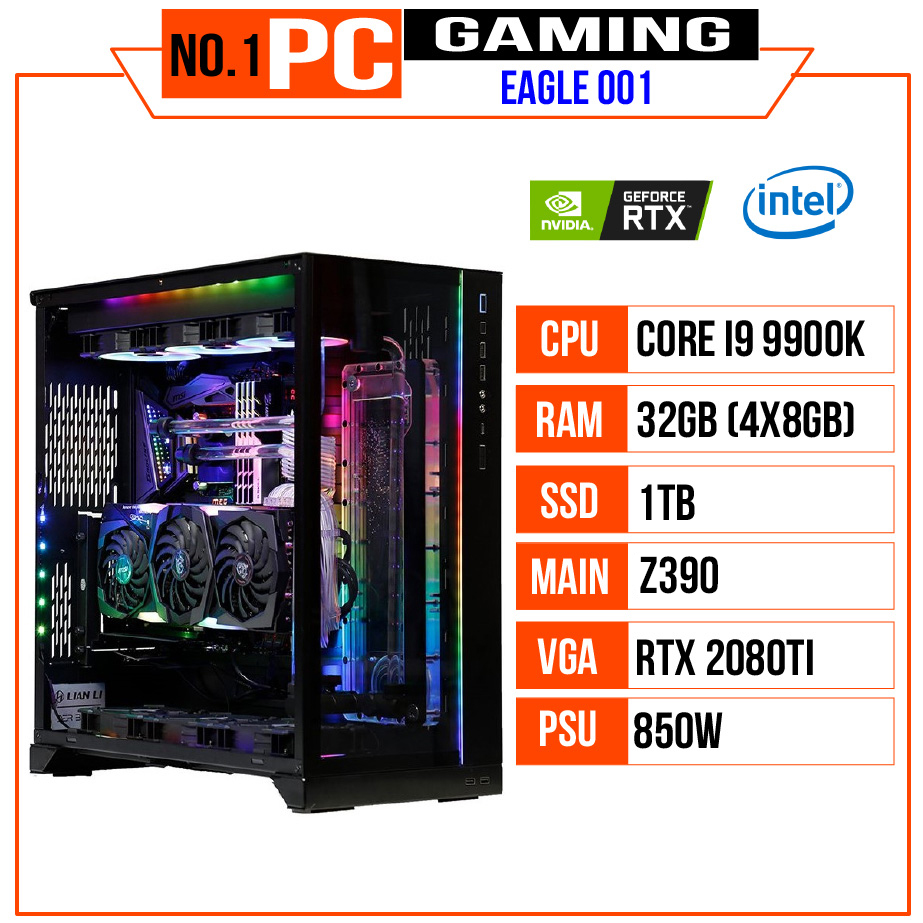 NO.1 PC GAMING
EAGLE 001
NVIDIA. GEFORCE RTX™
intel®
CPU CORE I9 9900K
RAM 32GB (4X8GB)
SSD 1TB
MAIN Z390
VGA RTX 2080TI
PSU 850W
LIAN LI